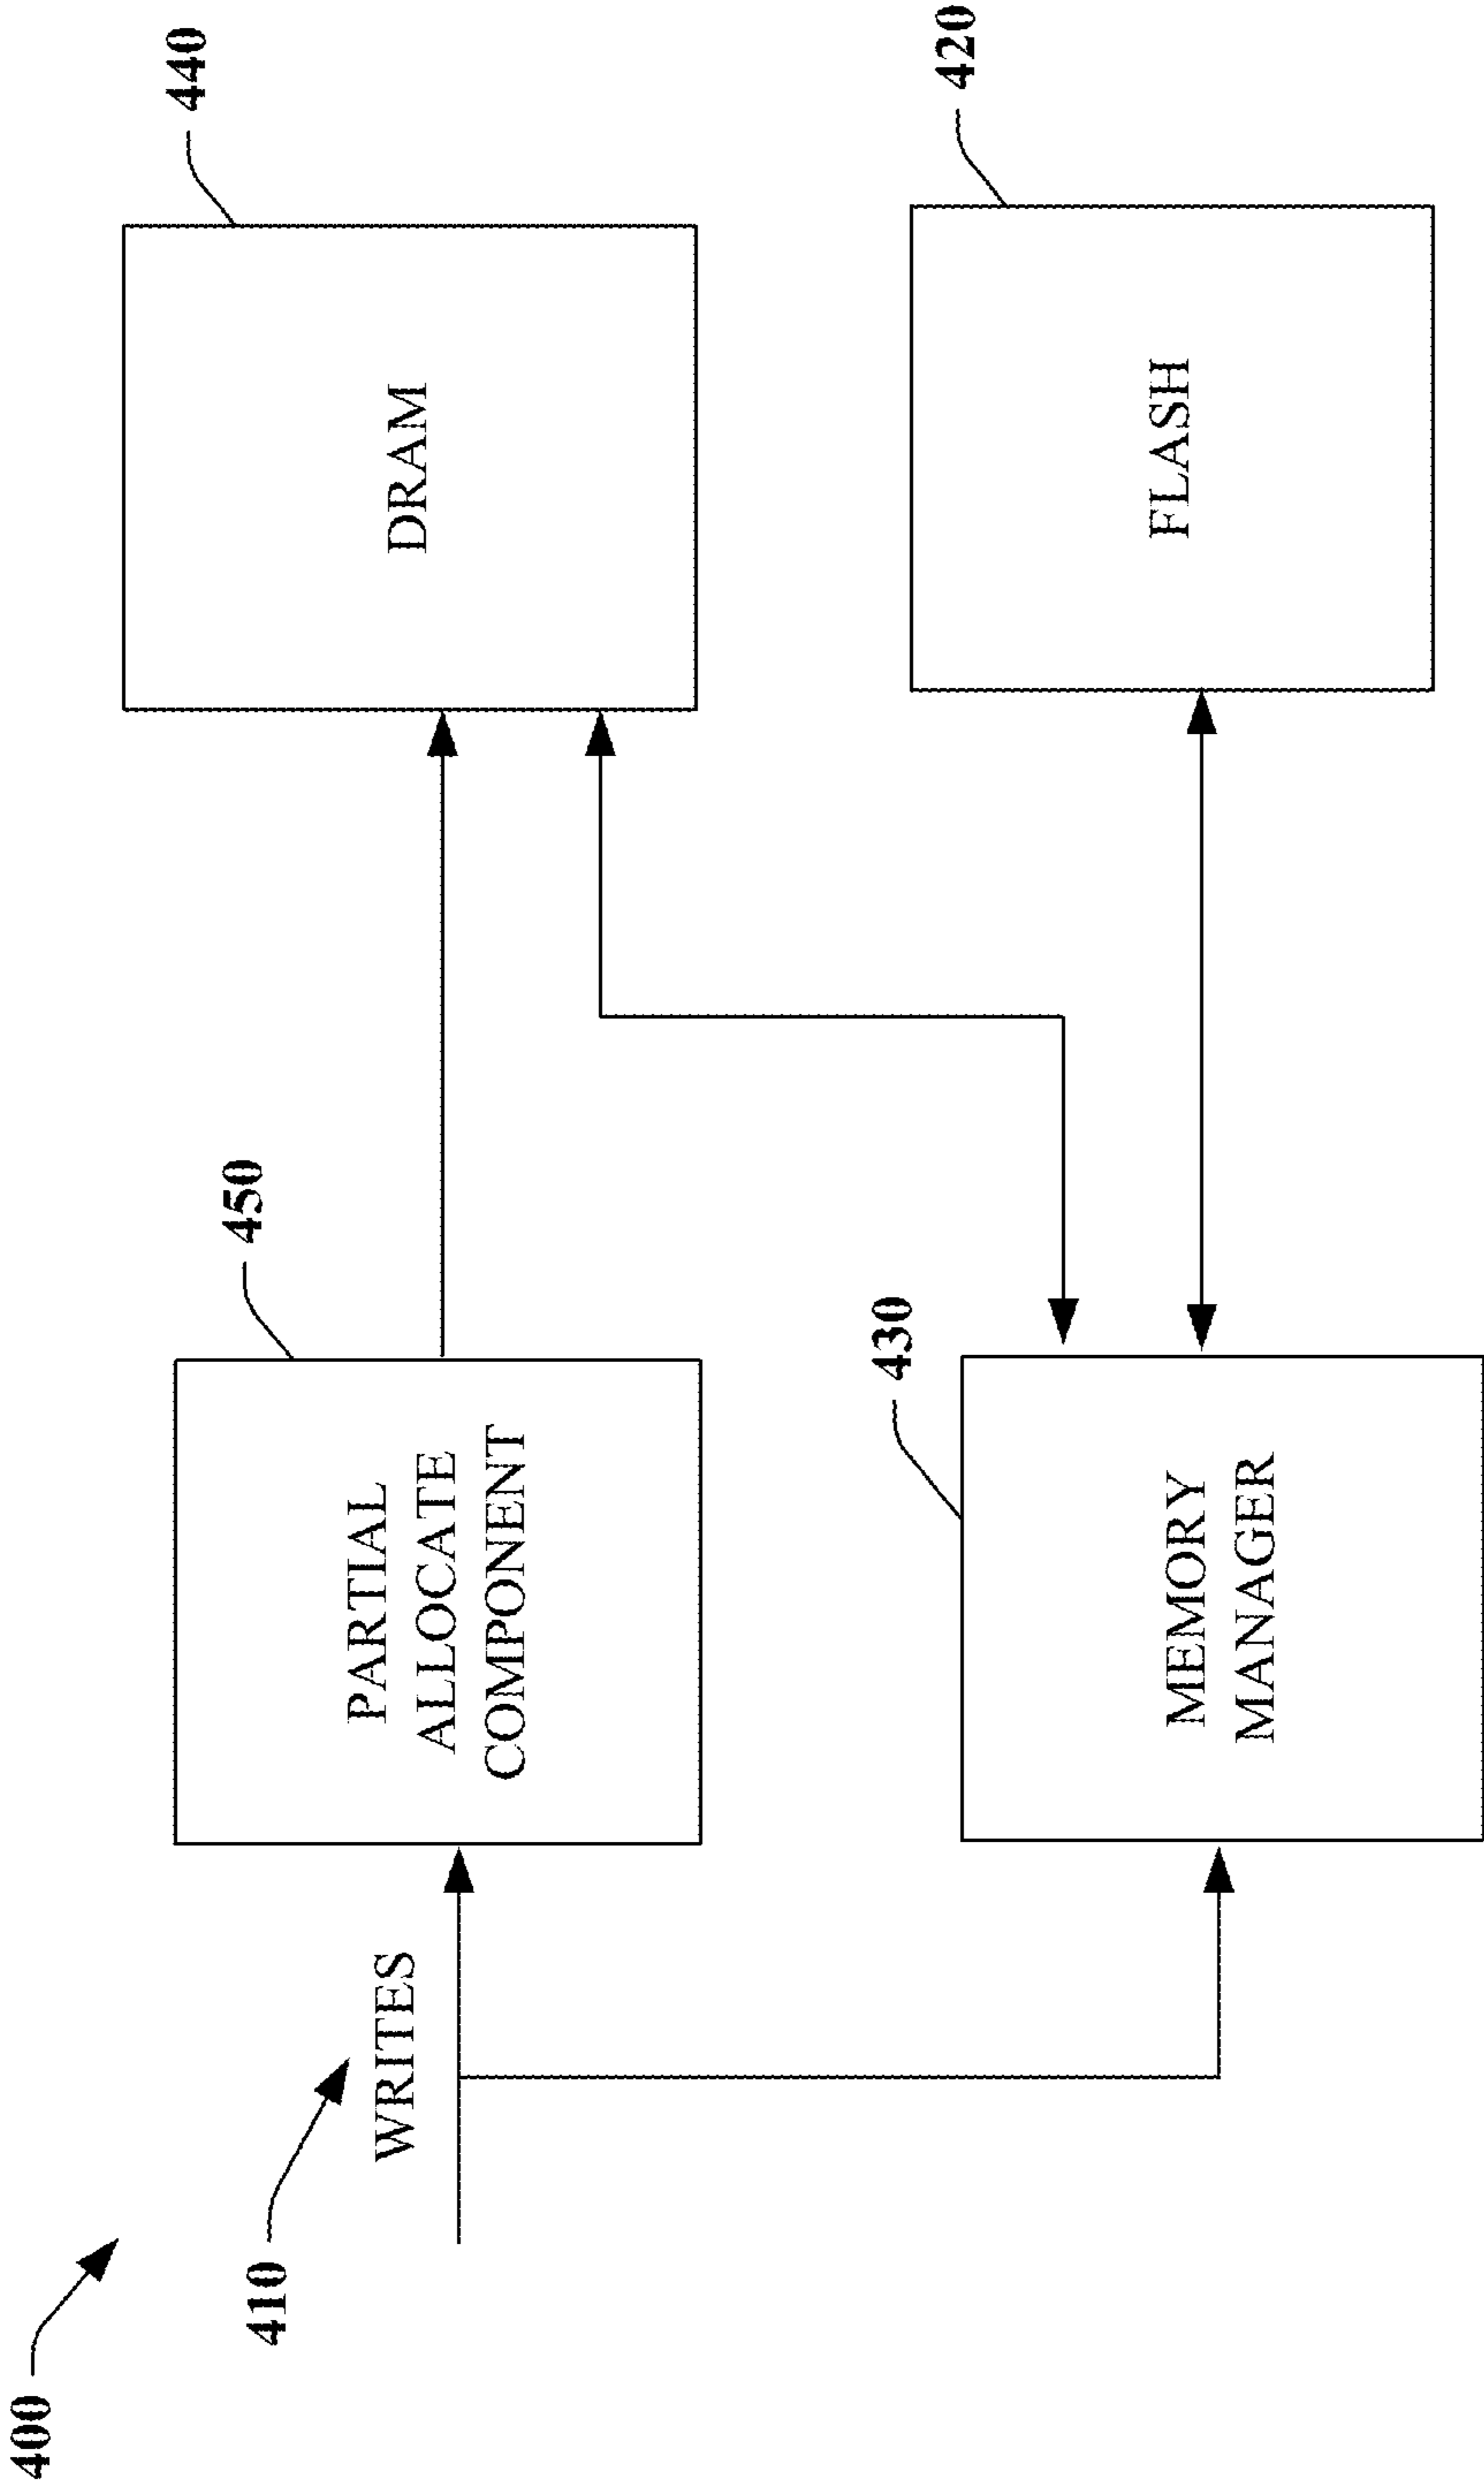 400
410
WRITES
450
PARTIAL
ALLOCATE
COMPONENT
440
DRAM
430
MEMORY
MANAGER
420
FLASH